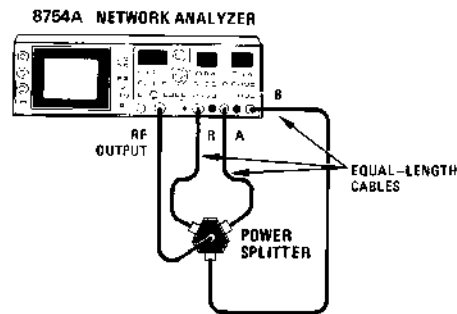 8754A NETWORK ANALYZER
B
RF
OUTPUT
R
A
EQUAL-LENGTH
CABLES
POWER
SPLITTER